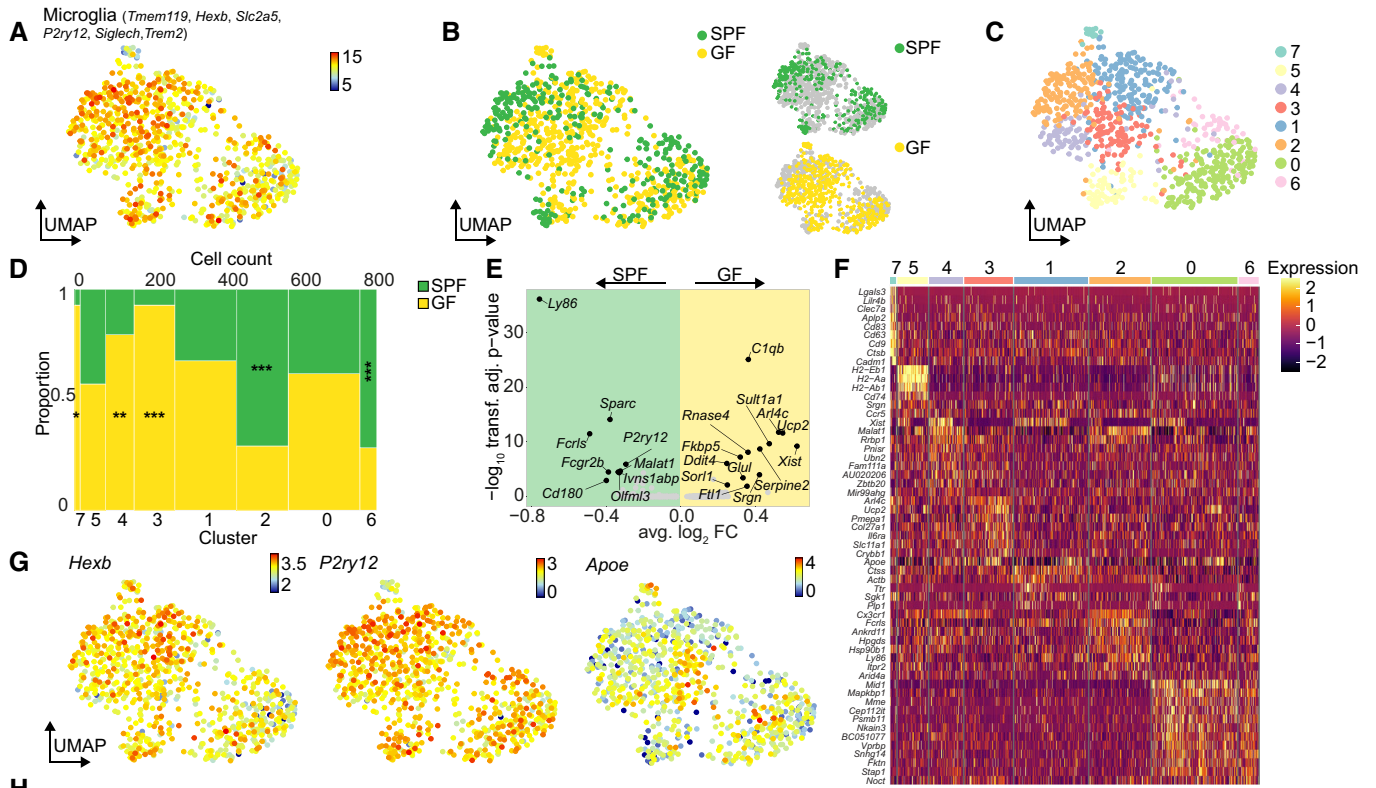 A
Microglia (Tmem119, Hexb, Slc2a5,
P2ry12, Siglech,Trem2)
15
5
UMAP
B
SPF
GF
SPF
GF
UMAP
C
7
5
4
3
1
2
0
6
UMAP
D
Cell count
0 200 400 600 800
SPF
GF
Proportion
1
0.5
0
* ** *** *** ***
7 5 4 3 1 2 0 6
Cluster
E
SPF GF
−log10 transf. adj. p−value
30
20
10
0
Ly86
C1qb
Sparc
Sult1a1
Rnase4
Arl4c
Ucp2
Fcrls
P2ry12
Fkbp5
Fcgr2b
Malat1
Ddit4
Glul
Xist
Ivns1abp
Sorl1
Serpine2
Cd180
Olfml3
Ftl1
Srgn
−0.8 −0.4 0.0 0.4
avg. log2 FC
F
7 5 4 3 1 2 0 6
Expression
2
1
0
−1
−2
Lgals3
Lilr4b
Clec7a
Aplp2
Cd83
Cd63
Cd9
Ctsb
Cadm1
H2−Eb1
H2−Aa
H2−Ab1
Cd74
Srgn
Ccr5
Xist
Malat1
Rrbp1
Pnisr
Ubn2
Fam111a
AU020206
Zbtb20
Mir99ahg
Arl4c
Ucp2
Pmepa1
Col27a1
Il6ra
Slc11a1
Crybb1
Apoe
Ctss
Actb
Ttr
Sgk1
Plp1
Cx3cr1
Fcrls
Ankrd11
Hpgds
Hsp90b1
Ly86
Itpr2
Arid4a
Mid1
Mapkbp1
Mme
Cep112it
Psmb11
Nkain3
BC051077
Vprbp
Snhg14
Fktn
Stap1
Noct
G
Hexb
3.5
2
P2ry12
3
0
Apoe
4
0
UMAP
H